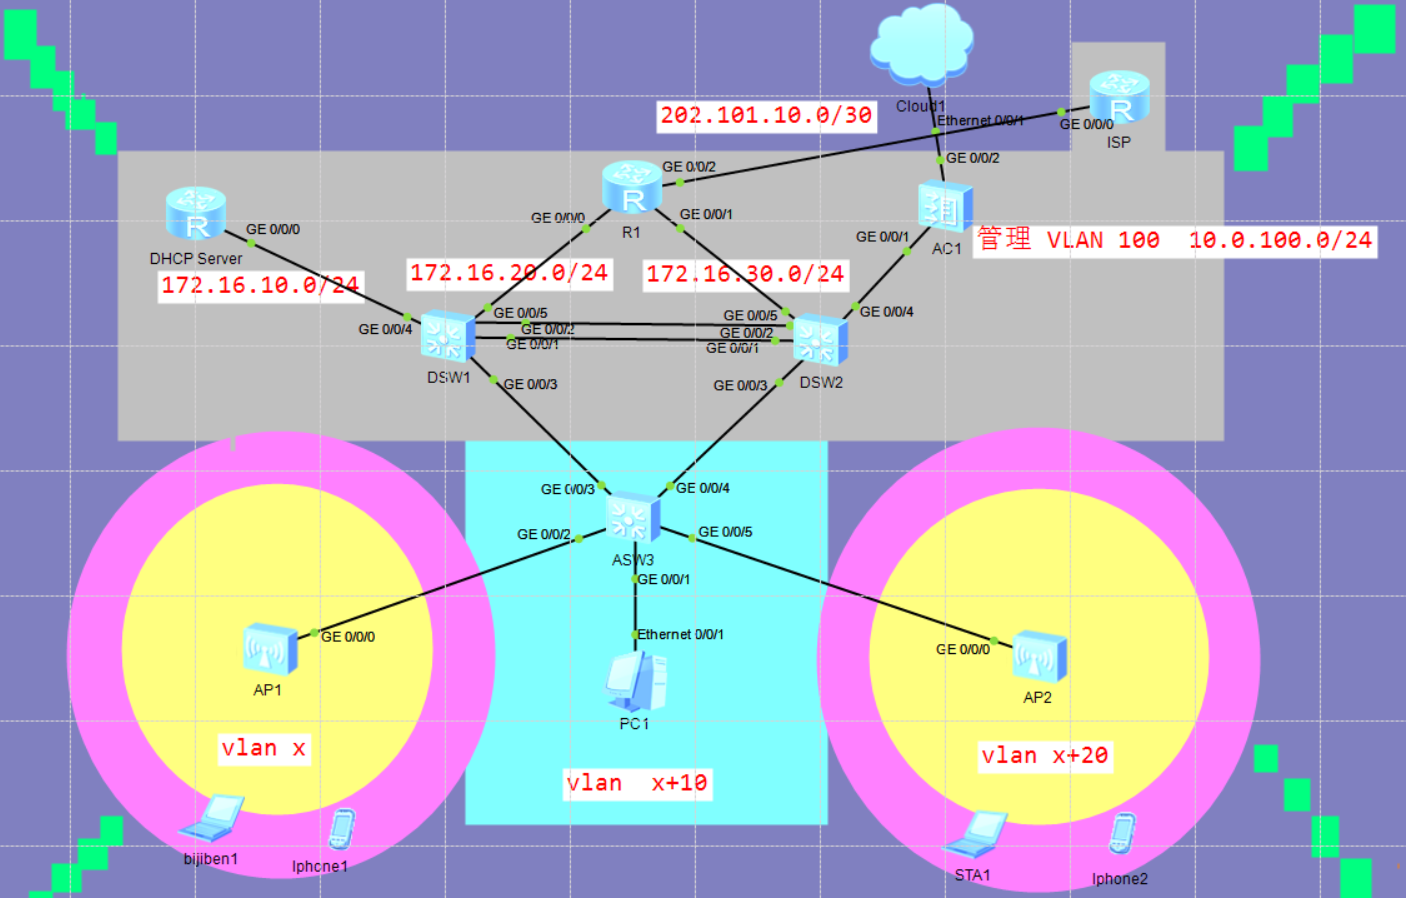 Cloud1
202.101.10.0/30
Ethernet 0/0/1
GE 0/0/0
ISP
GE 0/0/2
GE 0/0/2
GE 0/0/0
GE 0/0/1
R1
AC1
GE 0/0/1
管理 VLAN 100 10.0.100.0/24
GE 0/0/0
DHCP Server
172.16.10.0/24
172.16.20.0/24
172.16.30.0/24
GE 0/0/4
GE 0/0/5
GE 0/0/2
GE 0/0/1
GE 0/0/5
GE 0/0/2
GE 0/0/1
GE 0/0/4
DSW1
DSW2
GE 0/0/3
GE 0/0/3
GE 0/0/3
GE 0/0/4
GE 0/0/2
GE 0/0/5
ASW3
GE 0/0/1
Ethernet 0/0/1
GE 0/0/0
GE 0/0/0
AP1
PC1
AP2
vlan x
vlan x+10
vlan x+20
bijiben1
Iphone1
STA1
Iphone2